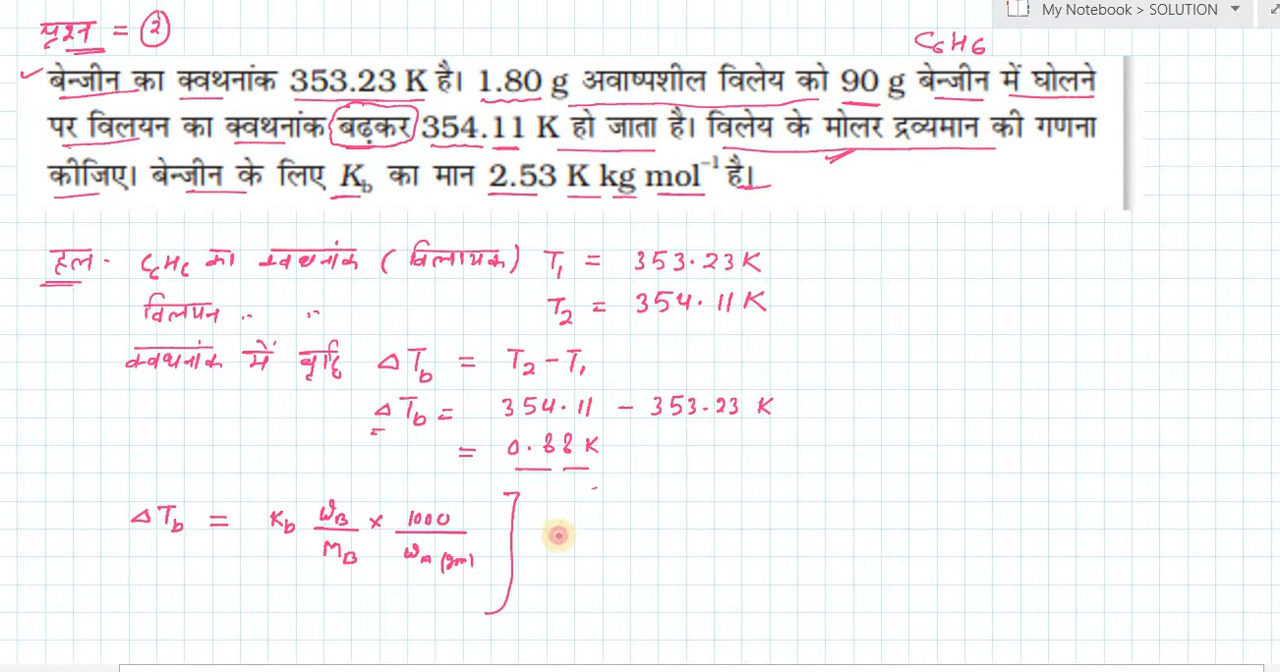 My Notebook > SOLUTION
प्रश्न = 2
C6H6
बेन्जीन का क्वथनांक 353.23 K है। 1.80 g अवाष्पशील विलेय को 90 g बेन्जीन में घोलने
पर विलयन का क्वथनांक बढ़कर 354.11 K हो जाता है। विलेय के मोलर द्रव्यमान की गणना
कीजिए। बेन्जीन के लिए Kb का मान 2.53 K kg mol⁻¹ है।
हल - C6H6 का क्वथनांक (विलायक) T1 = 353.23K
विलयन '' '' T2 = 354.11K
क्वथनांक में वृद्धि ΔTb = T2 - T1
ΔTb = 354.11 - 353.23 K
= 0.88 K
ΔTb = Kb WB/MB × 1000/WA (gm)